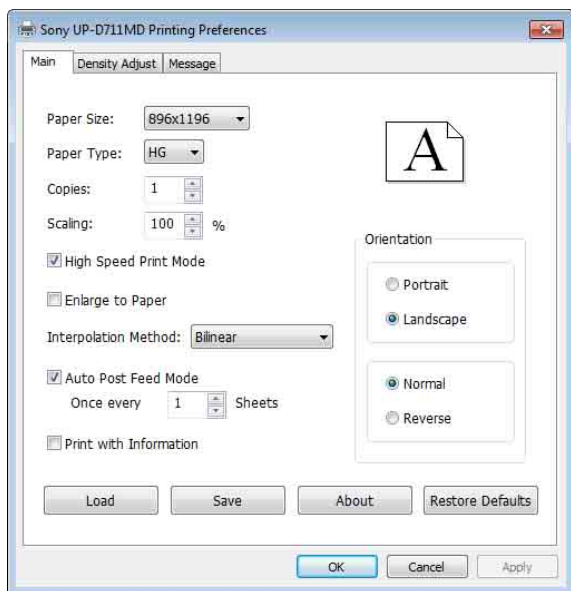 Sony UP-D711MD Printing Preferences
Main Density Adjust Message
Paper Size: 896x1196
Paper Type: HG
Copies: 1
Scaling: 100 %
High Speed Print Mode
Enlarge to Paper
Interpolation Method: Bilinear
Auto Post Feed Mode
Once every 1 Sheets
Print with Information
A
Orientation
Portrait
Landscape
Normal
Reverse
Load Save About Restore Defaults
OK Cancel Apply